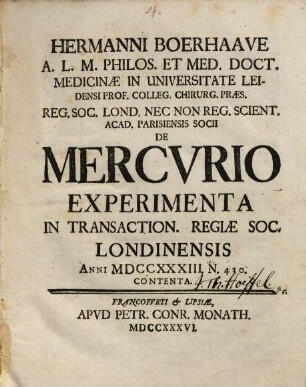 HERMANNI BOERHAAVE
A. L. M. PHILOS. ET MED. DOCT.
MEDICINÆ IN UNIVERSITATE LEI-
DENSI PROF. COLLEG. CHIRURG. PRÆS.
REG. SOC. LOND. NEC NON REG. SCIENT.
ACAD. PARISIENSIS SOCII
DE
MERCVRIO
EXPERIMENTA
IN TRANSACTION. REGIÆ SOC.
LONDINENSIS
ANNI MDCCXXXIII, N. 430.
CONTENTA.
FRANCOFVRTI & LIPSIÆ,
APVD PETR. CONR. MONATH.
MDCCXXXVI.